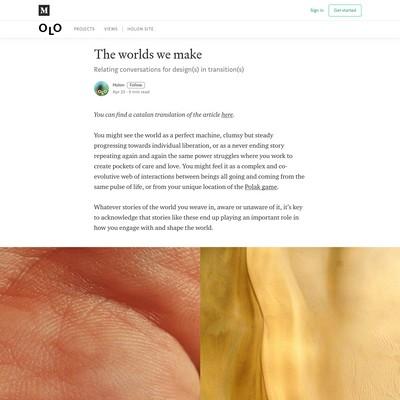 M
Sign in
Get started
OLO
PROJECTS
VIEWS
HOLON SITE
The worlds we make
Relating conversations for design(s) in transition(s)
Holon
Follow
Apr 23 · 9 min read
You can find a catalan translation of the article here.
You might see the world as a perfect machine, clumsy but steady
progressing towards individual liberation, or as a never ending story
repeating again and again the same power struggles where you work to
create pockets of care and love. You might feel it as a complex and co-
evolutive web of interactions between beings all going and coming from the
same pulse of life, or from your unique location of the Polak game.
Whatever stories of the world you weave in, aware or unaware of it, it's key
to acknowledge that stories like these end up playing an important role in
how you engage with and shape the world.